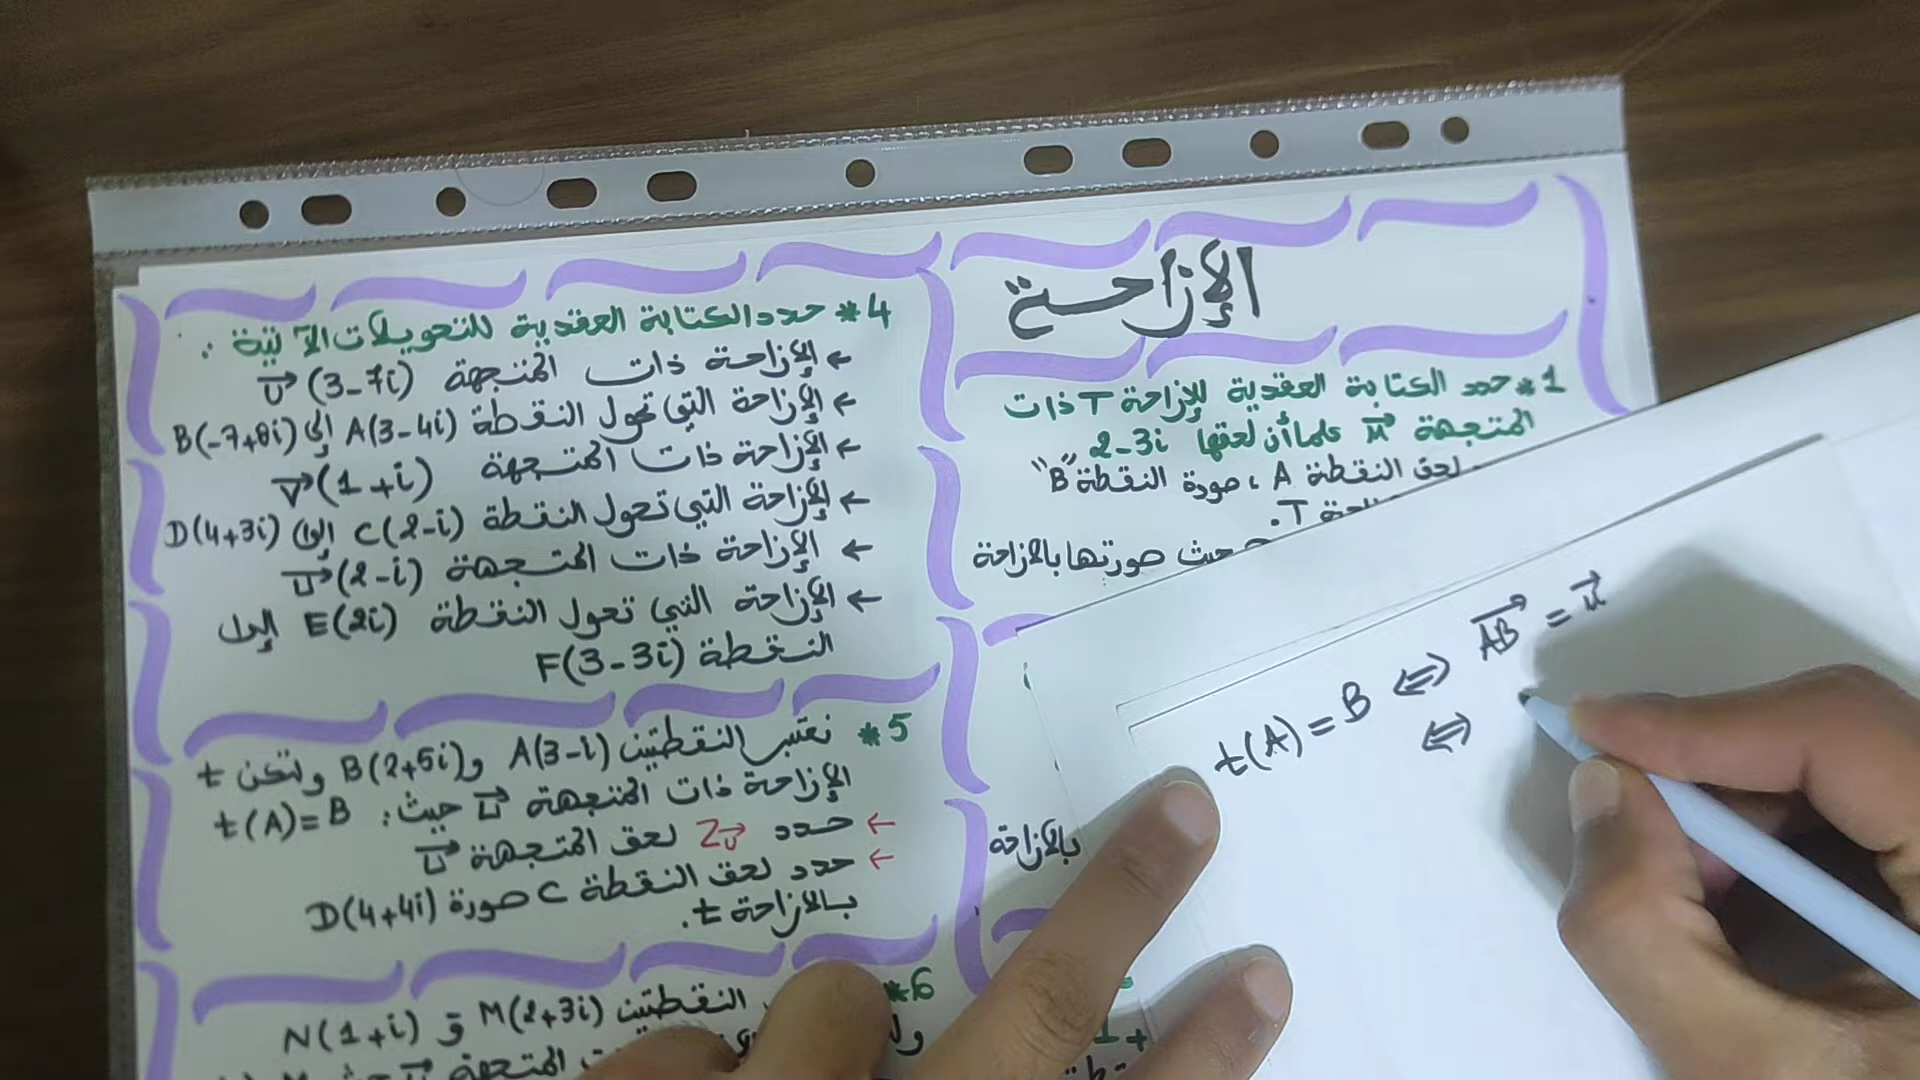 الإزاحة
1* حدد الكتابة العقدية للإزاحة T ذات
المتجهة u⃗ علما أن لحقها 2-3i
لحق النقطة A ، صورة النقطة "B"
T.
حيث صورتها بالإزاحة
بالإزاحة
4* حدد الكتابة العقدية للتحويلات الآتية :
← الإزاحة ذات المتجهة U⃗(3-7i)
← الإزاحة التي تحول النقطة A(3-4i) إلى B(-7+8i)
← الإزاحة ذات المتجهة V⃗(1+i)
← الإزاحة التي تحول النقطة C(2-i) إلى D(4+3i)
← الإزاحة ذات المتجهة U⃗(2-i)
← الإزاحة التي تحول النقطة E(2i) إلى
النقطة F(3-3i)
5* نعتبر النقطتين A(3-i) و B(2+5i) ولتكن t
الإزاحة ذات المتجهة U⃗ حيث : t(A)=B
← حدد Z_U⃗ لحق المتجهة U⃗
← حدد لحق النقطة C صورة D(4+4i)
بالإزاحة t.
6*
النقطتين M(2+3i) و N(1+i)
المتجهة
t(A) = B ⟺ AB⃗ = u⃗
⟺